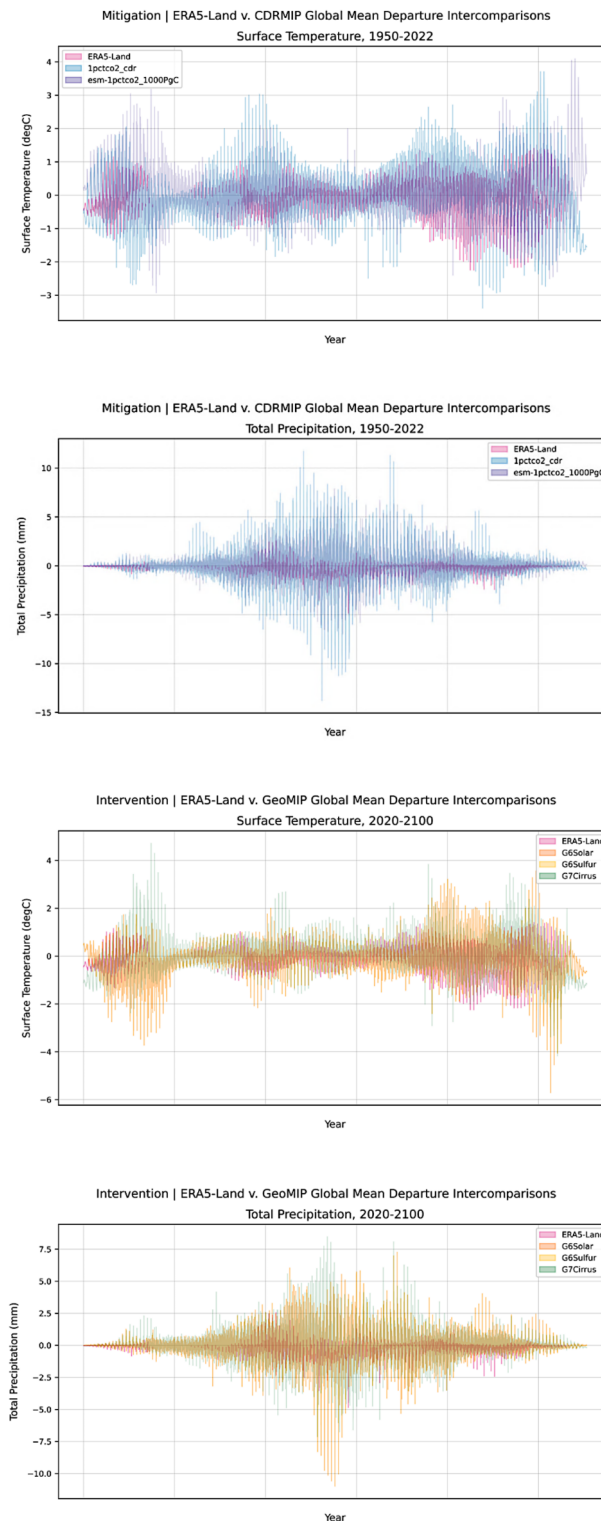 Mitigation | ERA5-Land v. CDRMIP Global Mean Departure Intercomparisons
Surface Temperature, 1950-2022
ERA5-Land
1pctco2_cdr
esm-1pctco2_1000PgC
4
3
2
1
0
−1
−2
−3
Surface Temperature (degC)
Year
Mitigation | ERA5-Land v. CDRMIP Global Mean Departure Intercomparisons
Total Precipitation, 1950-2022
ERA5-Land
1pctco2_cdr
esm-1pctco2_1000PgC
10
5
0
−5
−10
−15
Total Precipitation (mm)
Year
Intervention | ERA5-Land v. GeoMIP Global Mean Departure Intercomparisons
Surface Temperature, 2020-2100
ERA5-Land
G6Solar
G6Sulfur
G7Cirrus
4
2
0
−2
−4
−6
Surface Temperature (degC)
Year
Intervention | ERA5-Land v. GeoMIP Global Mean Departure Intercomparisons
Total Precipitation, 2020-2100
ERA5-Land
G6Solar
G6Sulfur
G7Cirrus
7.5
5.0
2.5
0.0
−2.5
−5.0
−7.5
−10.0
Total Precipitation (mm)
Year